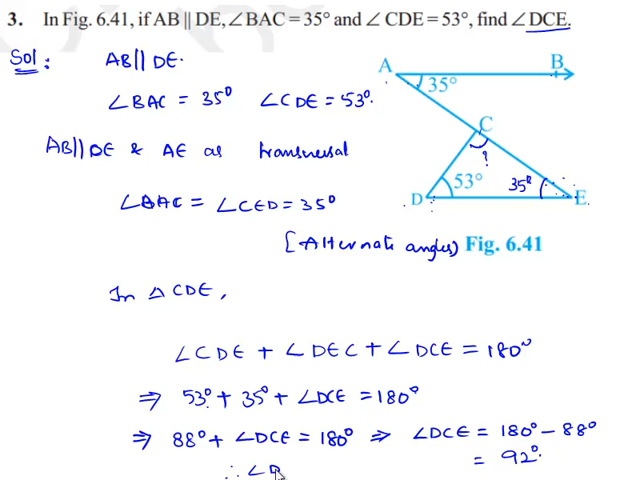 3. In Fig. 6.41, if AB || DE, ∠ BAC = 35° and ∠ CDE = 53°, find ∠ DCE.
Sol :
AB || DE.
∠BAC = 35° ∠CDE = 53°.
AB || DE & AE as transversal
∠BAC = ∠CED = 35°
[Alternate angles)
A
B
35°
C
?
D
53°
35°
E
Fig. 6.41
In △ CDE,
∠CDE + ∠DEC + ∠DCE = 180°
⇒ 53° + 35° + ∠DCE = 180°
⇒ 88° + ∠DCE = 180° ⇒ ∠DCE = 180° - 88°
= 92°.
∴ ∠D